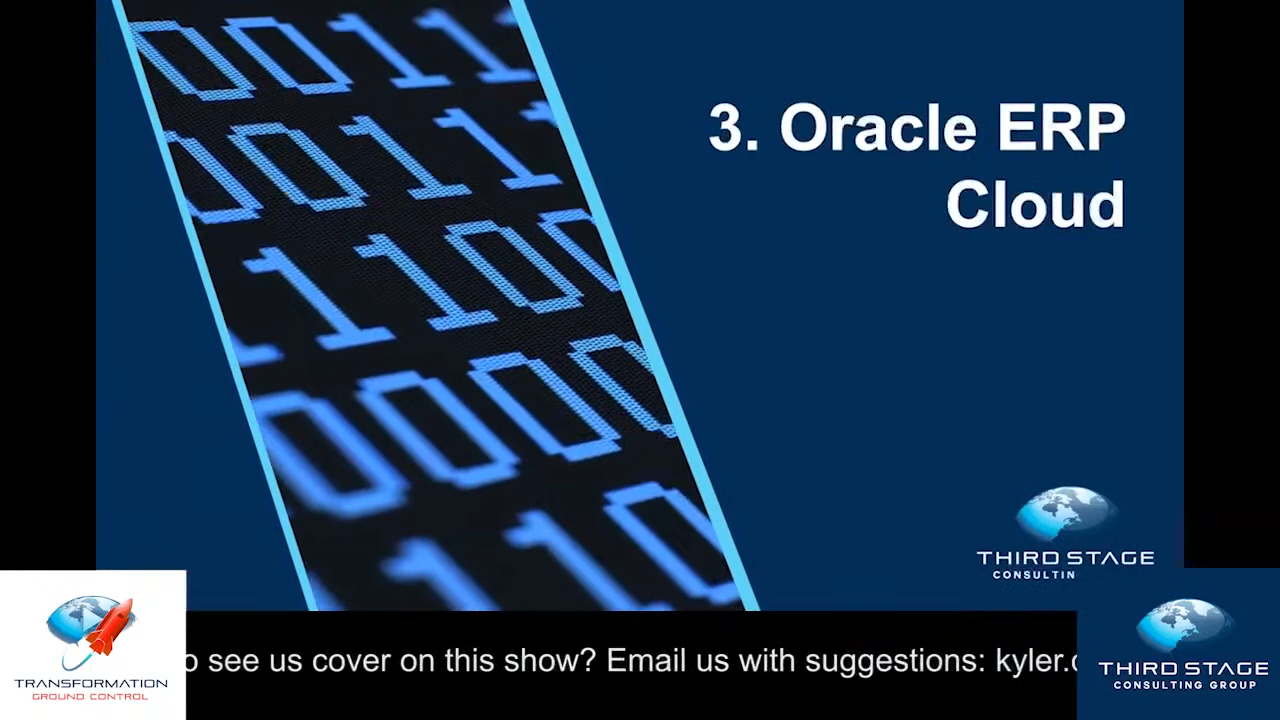 3. Oracle ERP
Cloud
THIRD STAGE
CONSULTIN
TRANSFORMATION
GROUND CONTROL
see us cover on this show? Email us with suggestions:
THIRD STAGE
CONSULTING GROUP